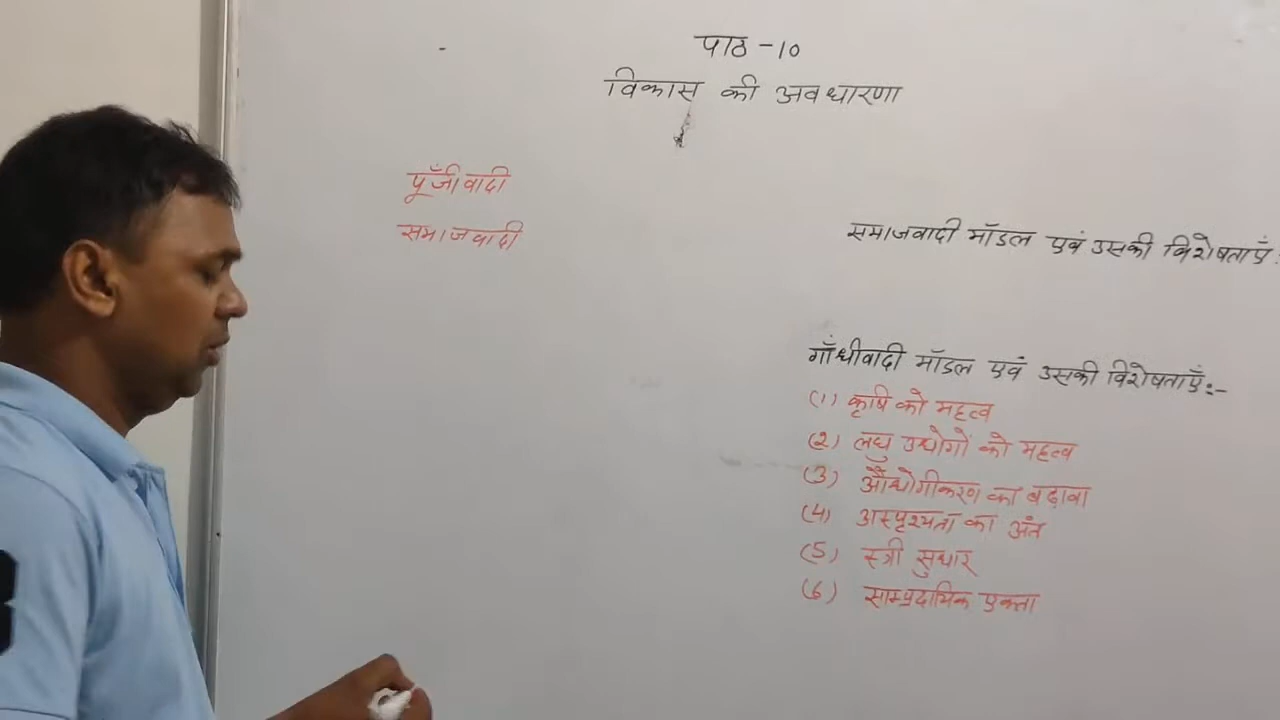 पाठ -10
विकास की अवधारणा
पूँजीवादी
समाजवादी
समाजवादी मॉडल एवं उसकी विशेषताएँ:
गाँधीवादी मॉडल एवं उसकी विशेषताएँ:-
(1) कृषि को महत्व
(2) लघु उद्योगों को महत्व
(3) औद्योगीकरण का बढ़ावा
(4) अस्पृश्यता का अंत
(5) स्त्री सुधार
(6) साम्प्रदायिक एकता